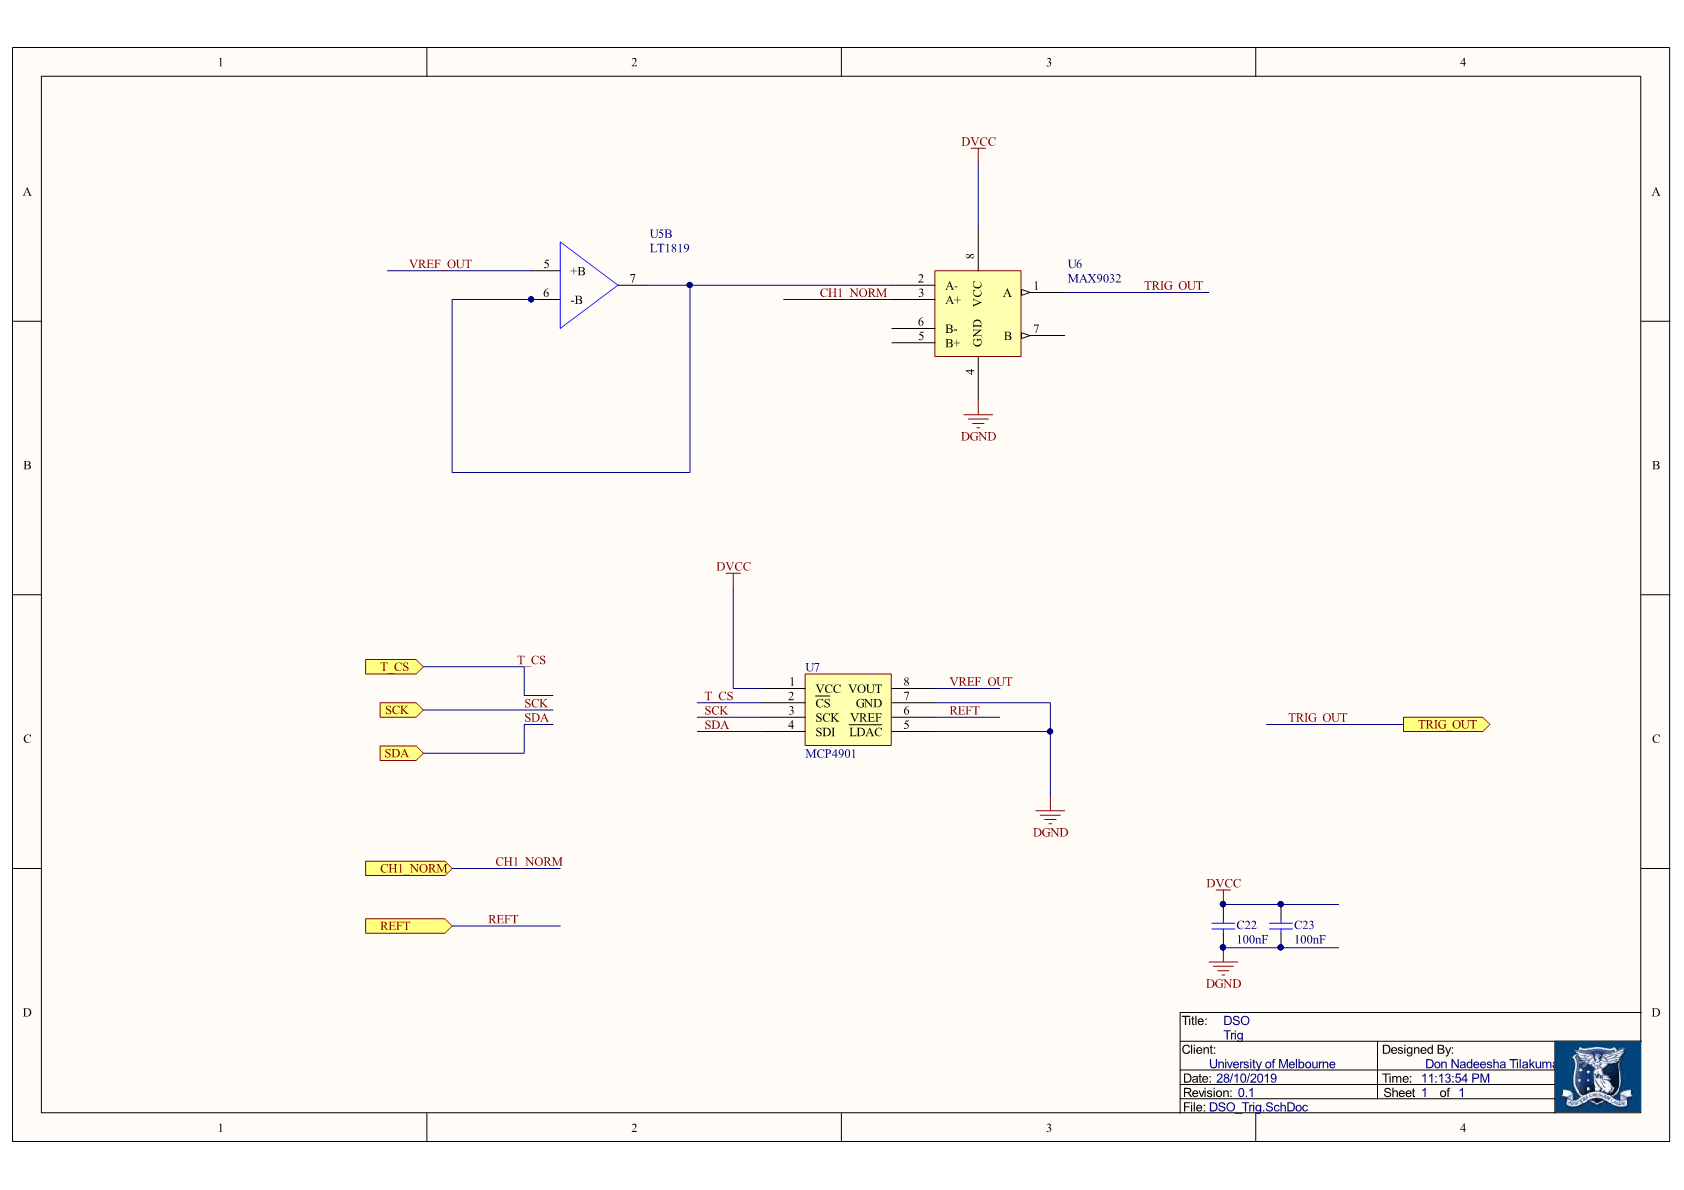 1 2 3 4
A A
B B
C C
D D
DVCC
U5B
LT1819
VREF_OUT
5
+B
6
-B
7
U6
MAX9032
8
2
A-
CH1_NORM
3
A+
VCC
A
1
TRIG_OUT
6
B-
5
B+
GND
B
7
4
DGND
DVCC
T_CS
T_CS
SCK
SCK
SDA
SDA
U7
1
VCC
VOUT
8
VREF_OUT
T_CS
2
CS
GND
7
SCK
3
SCK
VREF
6
REFT
SDA
4
SDI
LDAC
5
MCP4901
DGND
TRIG_OUT
TRIG_OUT
CH1_NORM
CH1_NORM
REFT
REFT
DVCC
C22
100nF
C23
100nF
DGND
Title: DSO
Trig
Client:
University of Melbourne
Designed By:
Don Nadeesha Tilakuma
Date: 28/10/2019
Time: 11:13:54 PM
Revision: 0.1
Sheet 1 of 1
File: DSO_Trig.SchDoc
1 2 3 4